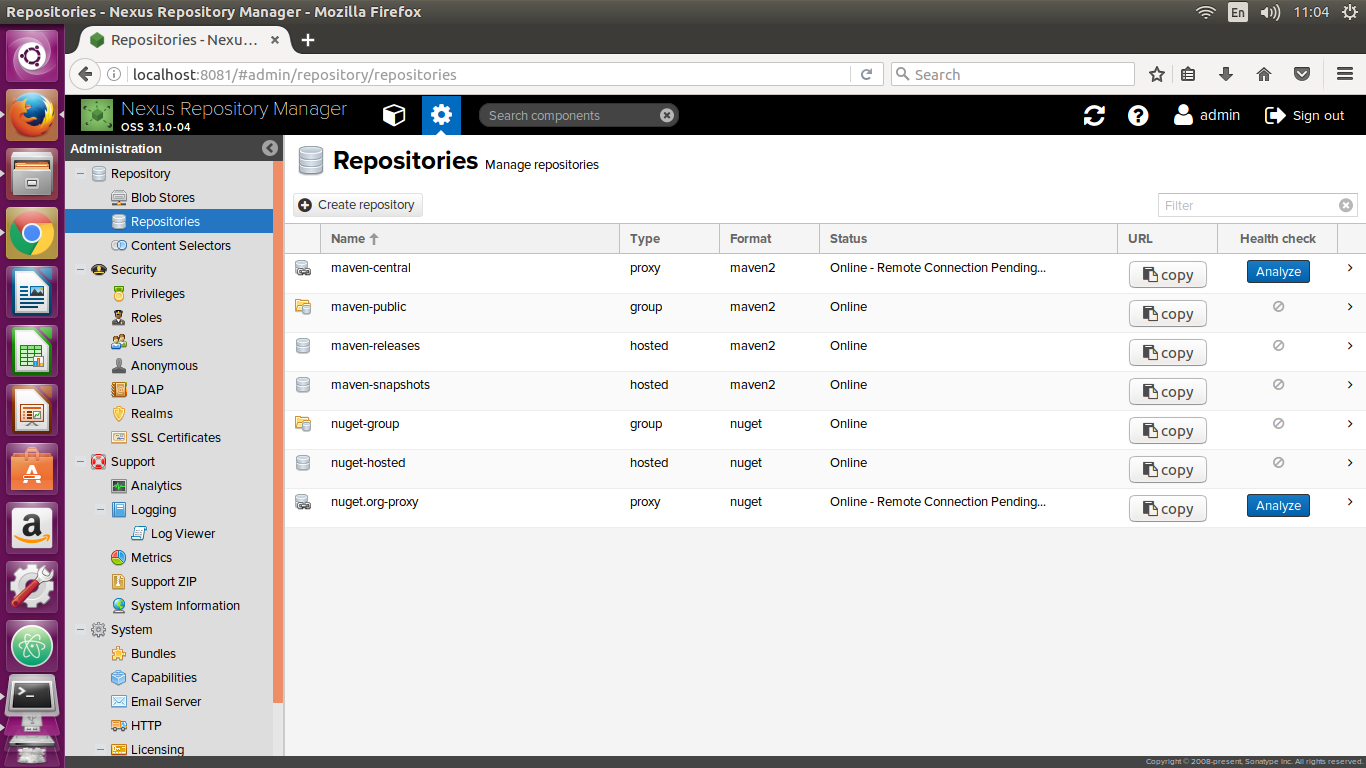 Repositories - Nexus Repository Manager - Mozilla Firefox
En
11:04
Repositories - Nexu...
localhost:8081/#admin/repository/repositories
Search
Nexus Repository Manager
OSS 3.1.0-04
Search components
admin
Sign out
Administration
Repository
Blob Stores
Repositories
Content Selectors
Security
Privileges
Roles
Users
Anonymous
LDAP
Realms
SSL Certificates
Support
Analytics
Logging
Log Viewer
Metrics
Support ZIP
System Information
System
Bundles
Capabilities
Email Server
HTTP
Licensing
Repositories Manage repositories
Create repository
Filter
Name Type Format Status URL Health check
maven-central proxy maven2 Online - Remote Connection Pending... copy Analyze
maven-public group maven2 Online copy
maven-releases hosted maven2 Online copy
maven-snapshots hosted maven2 Online copy
nuget-group group nuget Online copy
nuget-hosted hosted nuget Online copy
nuget.org-proxy proxy nuget Online - Remote Connection Pending... copy Analyze
Copyright © 2008-present, Sonatype Inc. All rights reserved.